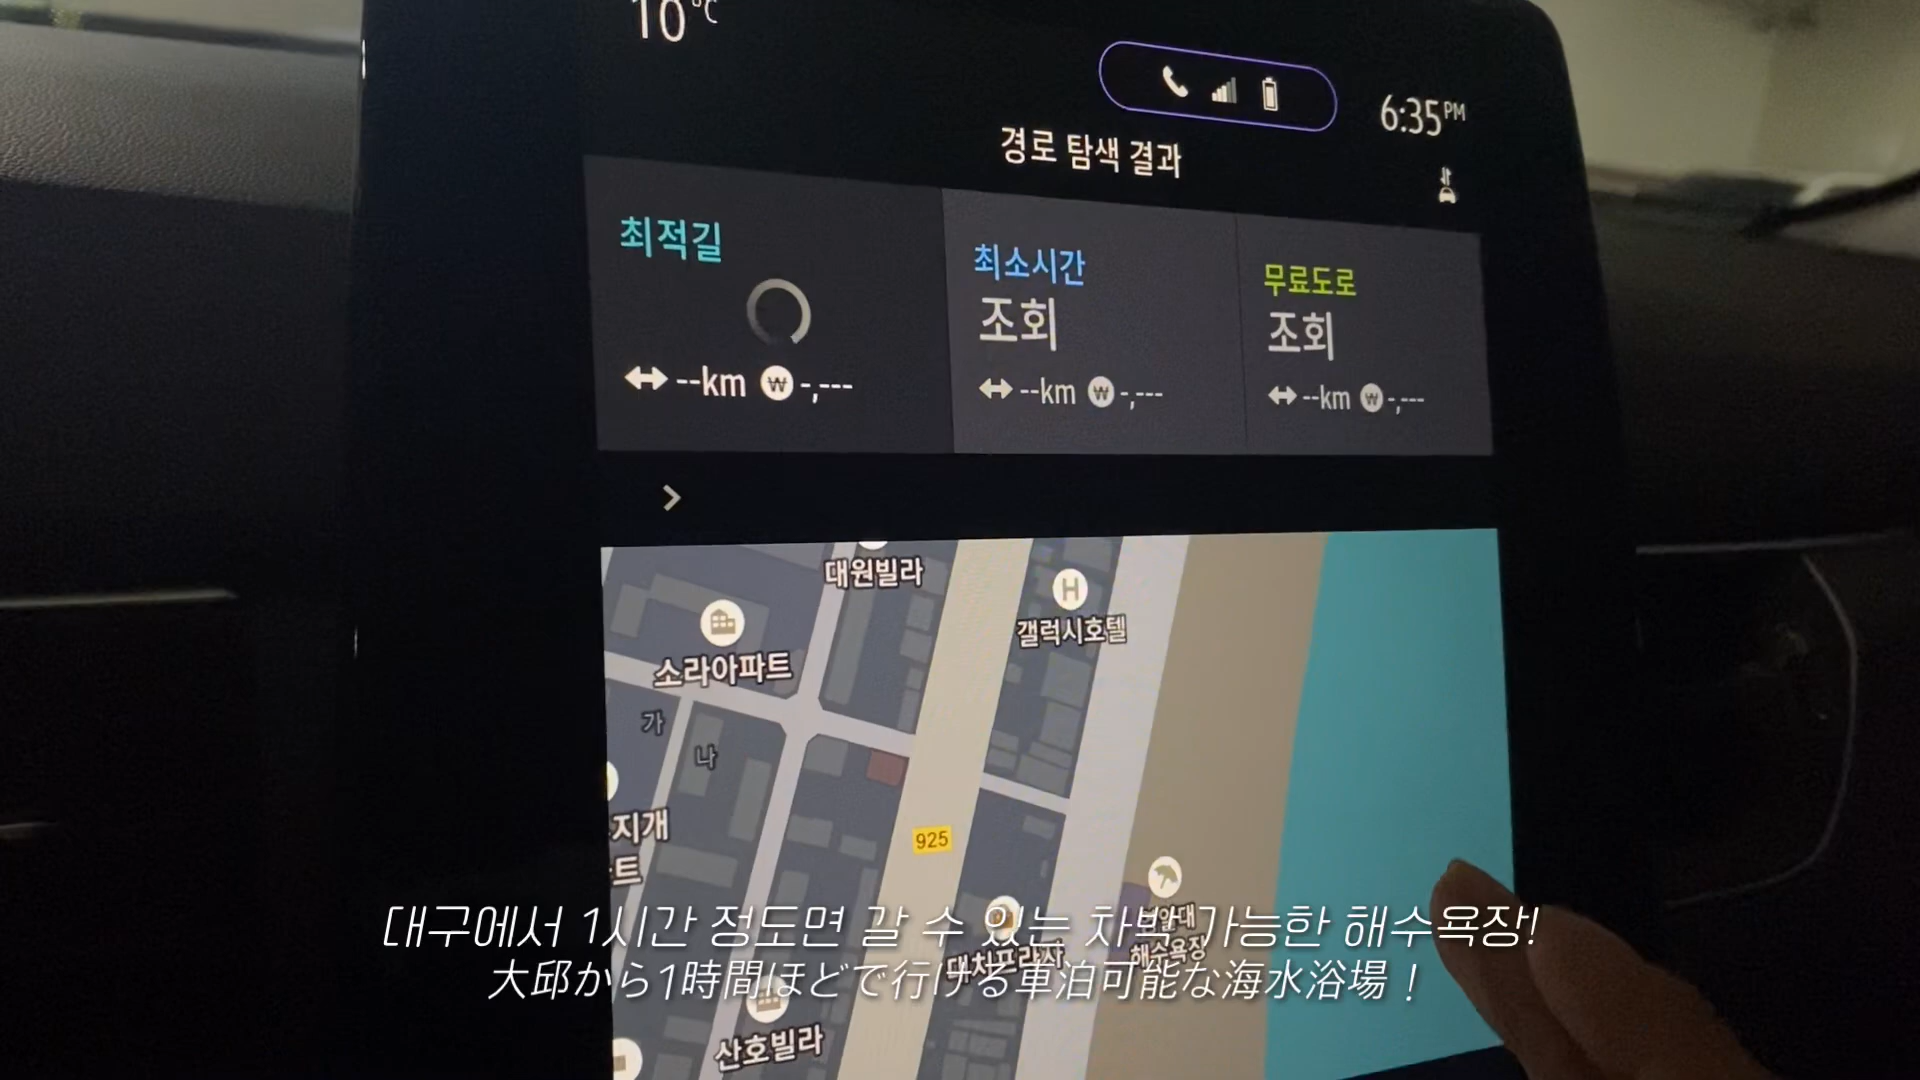 10°C
6:35PM
경로 탐색 결과
최적길
--km ₩ -,---
최소시간
조회
--km ₩ -,---
무료도로
조회
--km ₩ -,---
대원빌라
H
갤럭시호텔
소라아파트
가
나
지개
트
925
해수욕장
산호빌라
대구에서 1시간 정도면 갈 수 있는 차박 가능한 해수욕장!
大邱から1時間ほどで行ける車泊可能な海水浴場！